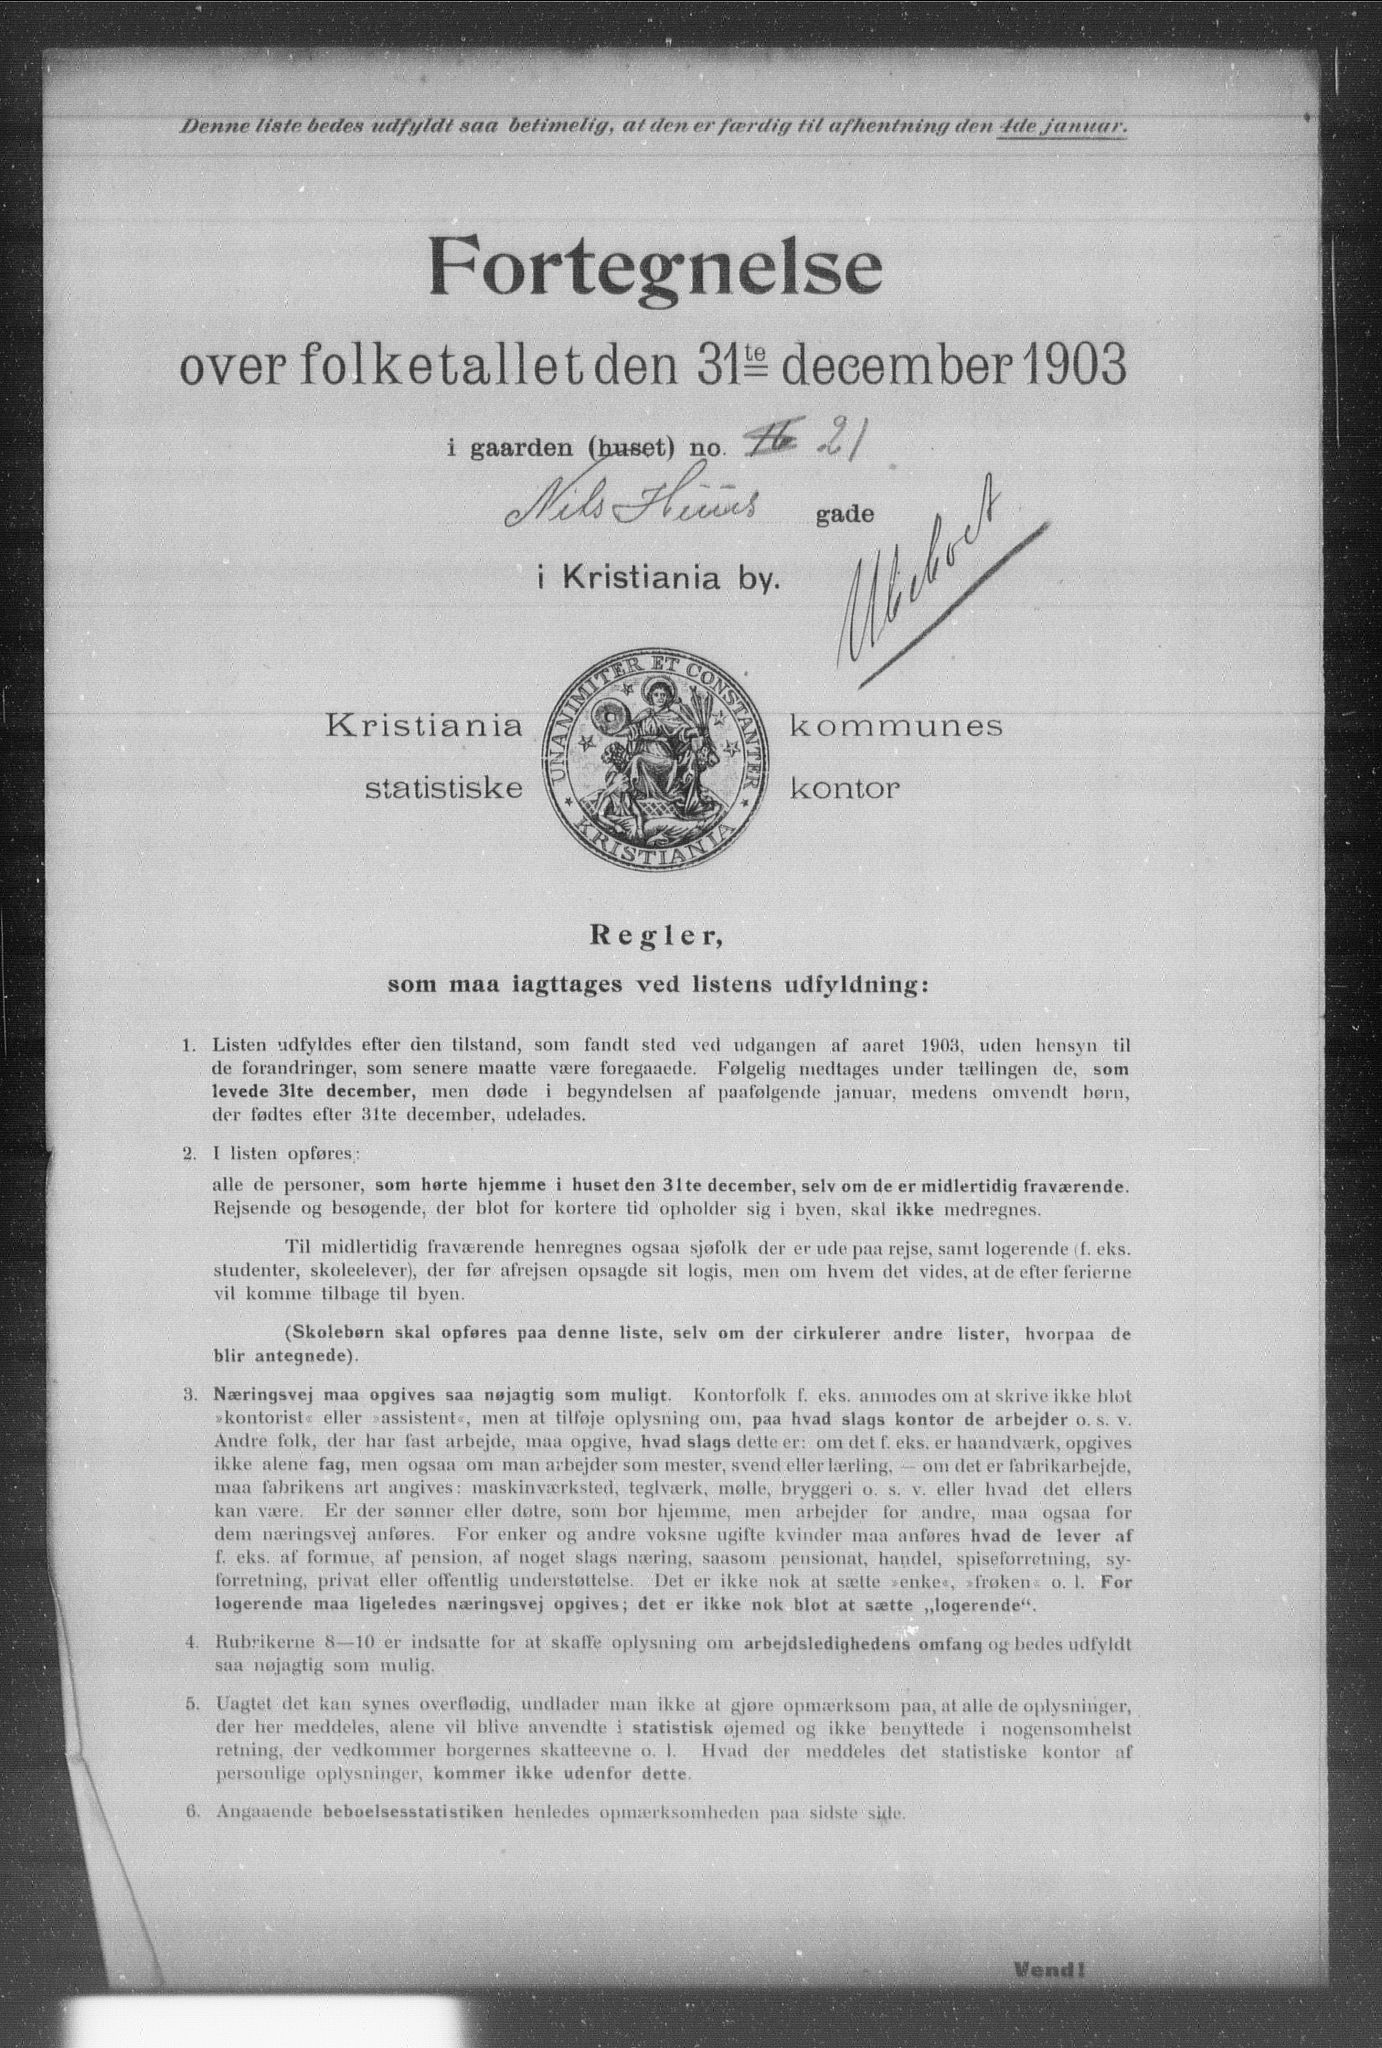 Denne liste bedes udfyldt saa betimelig, at den er færdig til afhentning den 4de januar.
Fortegnelse
over folketallet den 31te december 1903
i gaarden (huset) no. 16 21
Nils Huus gade
i Kristiania by.
Ubeboet
UNANIMITER ET CONSTANTER
KRISTIANIA
Kristiania kommunes
statistiske kontor
Regler,
som maa iagttages ved listens udfyldning:
1. Listen udfyldes efter den tilstand, som fandt sted ved udgangen af aaret 1903, uden hensyn til
de forandringer, som senere maatte være foregaaede. Følgelig medtages under tællingen de, som
levede 31te december, men døde i begyndelsen af paafølgende januar, medens omvendt børn,
der fødtes efter 31te december, udelades.
2. I listen opføres:
alle de personer, som hørte hjemme i huset den 31te december, selv om de er midlertidig fraværende.
Rejsende og besøgende, der blot for kortere tid opholder sig i byen, skal ikke medregnes.
Til midlertidig fraværende henregnes ogsaa sjøfolk der er ude paa rejse, samt logerende (f. eks.
studenter, skoleelever), der før afrejsen opsagde sit logis, men om hvem det vides, at de efter ferierne
vil komme tilbage til byen.
(Skolebørn skal opføres paa denne liste, selv om der cirkulerer andre lister, hvorpaa de
blir antegnede).
3. Næringsvej maa opgives saa nøjagtig som muligt. Kontorfolk f. eks. anmodes om at skrive ikke blot
»kontorist« eller »assistent«, men at tilføje oplysning om, paa hvad slags kontor de arbejder o. s. v.
Andre folk, der har fast arbejde, maa opgive, hvad slags dette er: om det f. eks. er haandværk, opgives
ikke alene fag, men ogsaa om man arbejder som mester, svend eller lærling, — om det er fabrikarbejde,
maa fabrikens art angives: maskinværksted, teglværk, mølle, bryggeri o. s. v. eller hvad det ellers
kan være. Er der sønner eller døtre, som bor hjemme, men arbejder for andre, maa ogsaa for
dem næringsvej anføres. For enker og andre voksne ugifte kvinder maa anføres hvad de lever af
f. eks. af formue, af pension, af noget slags næring, saasom pensionat, handel, spiseforretning, sy-
forretning, privat eller offentlig understøttelse. Det er ikke nok at sætte »enke«, »frøken« o. l. For
logerende maa ligeledes næringsvej opgives; det er ikke nok blot at sætte „logerende“.
4. Rubrikerne 8—10 er indsatte for at skaffe oplysning om arbejdsledighedens omfang og bedes udfyldt
saa nøjagtig som mulig.
5. Uagtet det kan synes overflødig, undlader man ikke at gjøre opmærksom paa, at alle de oplysninger,
der her meddeles, alene vil blive anvendte i statistisk øjemed og ikke benyttede i nogensomhelst
retning, der vedkommer borgernes skatteevne o. l. Hvad der meddeles det statistiske kontor af
personlige oplysninger, kommer ikke udenfor dette.
6. Angaaende beboelsesstatistiken henledes opmærksomheden paa sidste side.
Vend!